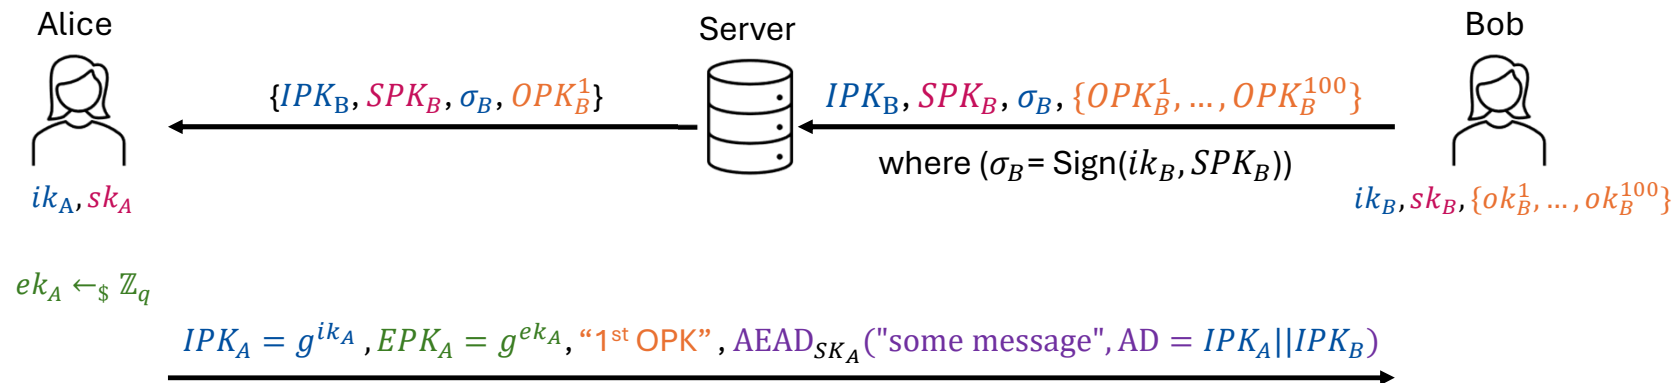 Alice
Server
Bob
{IPK_B, SPK_B, σ_B, OPK_B^1}
IPK_B, SPK_B, σ_B, {OPK_B^1, …, OPK_B^{100}}
where (σ_B = Sign(ik_B, SPK_B))
ik_A, sk_A
ik_B, sk_B, {ok_B^1, …, ok_B^{100}}
ek_A ←_$ ℤ_q
IPK_A = g^{ik_A} , EPK_A = g^{ek_A}, “1^{st} OPK” , AEAD_{SK_A}("some message", AD = IPK_A||IPK_B)